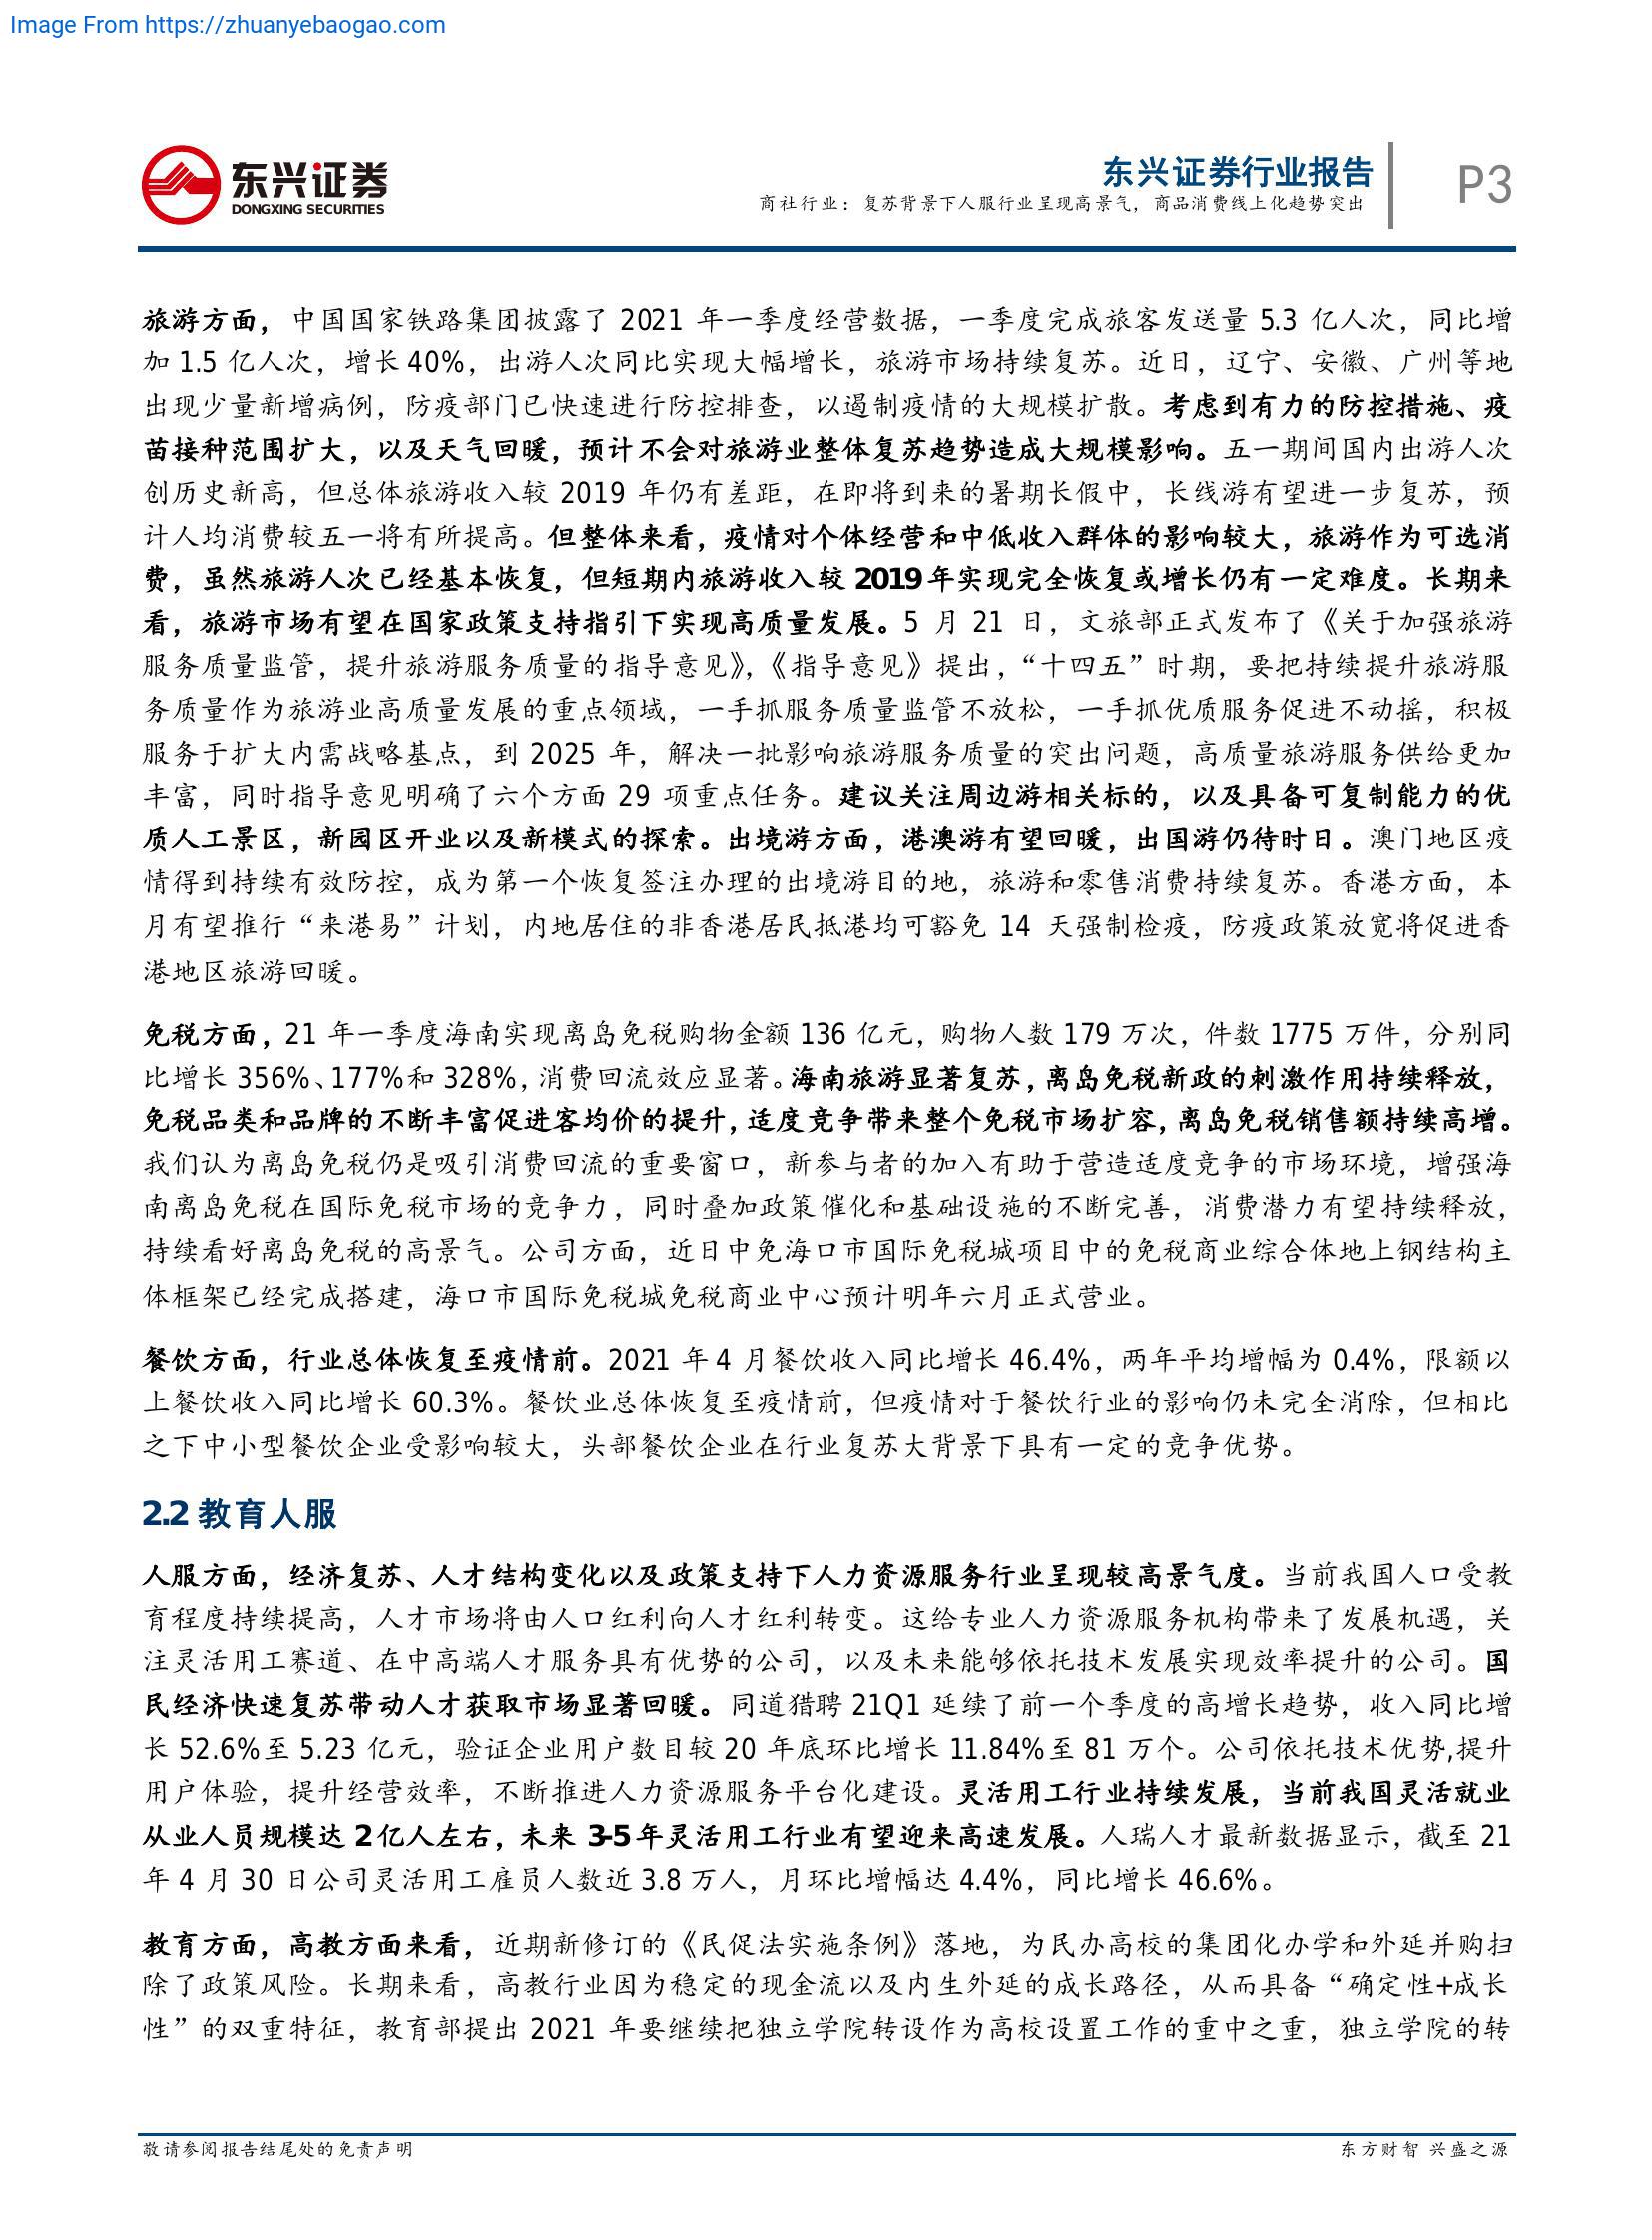 Image From https://zhuanyebaogao.com
东兴证券
DONGXING SECURITIES
东兴证券行业报告
商社行业：复苏背景下人服行业呈现高景气，商品消费线上化趋势突出
P3
旅游方面，中国国家铁路集团披露了 2021 年一季度经营数据，一季度完成旅客发送量 5.3 亿人次，同比增
加 1.5 亿人次，增长 40%，出游人次同比实现大幅增长，旅游市场持续复苏。近日，辽宁、安徽、广州等地
出现少量新增病例，防疫部门已快速进行防控排查，以遏制疫情的大规模扩散。考虑到有力的防控措施、疫
苗接种范围扩大，以及天气回暖，预计不会对旅游业整体复苏趋势造成大规模影响。五一期间国内出游人次
创历史新高，但总体旅游收入较 2019 年仍有差距，在即将到来的暑期长假中，长线游有望进一步复苏，预
计人均消费较五一将有所提高。但整体来看，疫情对个体经营和中低收入群体的影响较大，旅游作为可选消
费，虽然旅游人次已经基本恢复，但短期内旅游收入较 2019 年实现完全恢复或增长仍有一定难度。长期来
看，旅游市场有望在国家政策支持指引下实现高质量发展。5 月 21 日，文旅部正式发布了《关于加强旅游
服务质量监管，提升旅游服务质量的指导意见》，《指导意见》提出，“十四五”时期，要把持续提升旅游服
务质量作为旅游业高质量发展的重点领域，一手抓服务质量监管不放松，一手抓优质服务促进不动摇，积极
服务于扩大内需战略基点，到 2025 年，解决一批影响旅游服务质量的突出问题，高质量旅游服务供给更加
丰富，同时指导意见明确了六个方面 29 项重点任务。建议关注周边游相关标的，以及具备可复制能力的优
质人工景区，新园区开业以及新模式的探索。出境游方面，港澳游有望回暖，出国游仍待时日。澳门地区疫
情得到持续有效防控，成为第一个恢复签注办理的出境游目的地，旅游和零售消费持续复苏。香港方面，本
月有望推行“来港易”计划，内地居住的非香港居民抵港均可豁免 14 天强制检疫，防疫政策放宽将促进香
港地区旅游回暖。
免税方面，21 年一季度海南实现离岛免税购物金额 136 亿元，购物人数 179 万次，件数 1775 万件，分别同
比增长 356%、177%和 328%，消费回流效应显著。海南旅游显著复苏，离岛免税新政的刺激作用持续释放，
免税品类和品牌的不断丰富促进客均价的提升，适度竞争带来整个免税市场扩容，离岛免税销售额持续高增。
我们认为离岛免税仍是吸引消费回流的重要窗口，新参与者的加入有助于营造适度竞争的市场环境，增强海
南离岛免税在国际免税市场的竞争力，同时叠加政策催化和基础设施的不断完善，消费潜力有望持续释放，
持续看好离岛免税的高景气。公司方面，近日中免海口市国际免税城项目中的免税商业综合体地上钢结构主
体框架已经完成搭建，海口市国际免税城免税商业中心预计明年六月正式营业。
餐饮方面，行业总体恢复至疫情前。2021 年 4 月餐饮收入同比增长 46.4%，两年平均增幅为 0.4%，限额以
上餐饮收入同比增长 60.3%。餐饮业总体恢复至疫情前，但疫情对于餐饮行业的影响仍未完全消除，但相比
之下中小型餐饮企业受影响较大，头部餐饮企业在行业复苏大背景下具有一定的竞争优势。
2.2 教育人服
人服方面，经济复苏、人才结构变化以及政策支持下人力资源服务行业呈现较高景气度。当前我国人口受教
育程度持续提高，人才市场将由人口红利向人才红利转变。这给专业人力资源服务机构带来了发展机遇，关
注灵活用工赛道、在中高端人才服务具有优势的公司，以及未来能够依托技术发展实现效率提升的公司。国
民经济快速复苏带动人才获取市场显著回暖。同道猎聘 21Q1 延续了前一个季度的高增长趋势，收入同比增
长 52.6%至 5.23 亿元，验证企业用户数目较 20 年底环比增长 11.84%至 81 万个。公司依托技术优势,提升
用户体验，提升经营效率，不断推进人力资源服务平台化建设。灵活用工行业持续发展，当前我国灵活就业
从业人员规模达 2 亿人左右，未来 3-5 年灵活用工行业有望迎来高速发展。人瑞人才最新数据显示，截至 21
年 4 月 30 日公司灵活用工雇员人数近 3.8 万人，月环比增幅达 4.4%，同比增长 46.6%。
教育方面，高教方面来看，近期新修订的《民促法实施条例》落地，为民办高校的集团化办学和外延并购扫
除了政策风险。长期来看，高教行业因为稳定的现金流以及内生外延的成长路径，从而具备“确定性+成长
性”的双重特征，教育部提出 2021 年要继续把独立学院转设作为高校设置工作的重中之重，独立学院的转
敬请参阅报告结尾处的免责声明
东方财智 兴盛之源